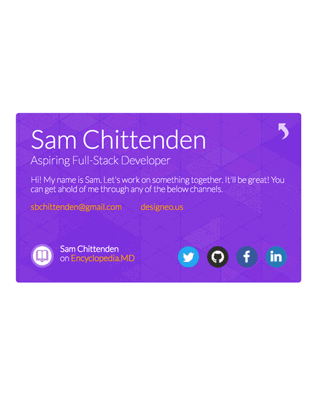 Sam Chittenden
Aspiring Full-Stack Developer
Hi! My name is Sam. Let's work on something together. It'll be great! You
can get ahold of me through any of the below channels.
sbchittenden@gmail.com designeo.us
Sam Chittenden
on Encyclopedia.MD